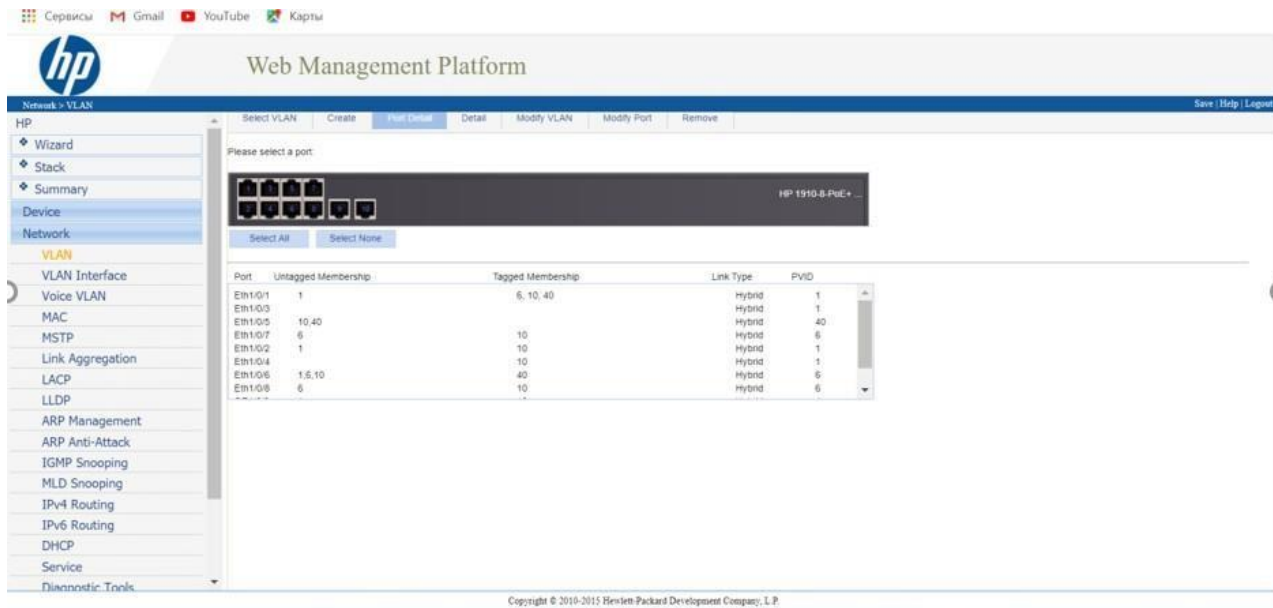 Сервисы Gmail YouTube Карты
hp
Web Management Platform
Network > VLAN
Save | Help | Logout
HP
Wizard
Stack
Summary
Device
Network
VLAN
VLAN Interface
Voice VLAN
MAC
MSTP
Link Aggregation
LACP
LLDP
ARP Management
ARP Anti-Attack
IGMP Snooping
MLD Snooping
IPv4 Routing
IPv6 Routing
DHCP
Service
Diagnostic Tools
Select VLAN Create Port Detail Detail Modify VLAN Modify Port Remove
Please select a port:
HP 1910-8-PoE+ ...
Select All Select None
Port Untagged Membership Tagged Membership Link Type PVID
Eth1/0/1 1 6, 10, 40 Hybrid 1
Eth1/0/3 Hybrid 1
Eth1/0/5 10,40 Hybrid 40
Eth1/0/7 6 10 Hybrid 6
Eth1/0/2 1 10 Hybrid 1
Eth1/0/4 10 Hybrid 1
Eth1/0/6 1,6,10 40 Hybrid 6
Eth1/0/8 6 10 Hybrid 6
Copyright © 2010-2015 Hewlett-Packard Development Company, L.P.